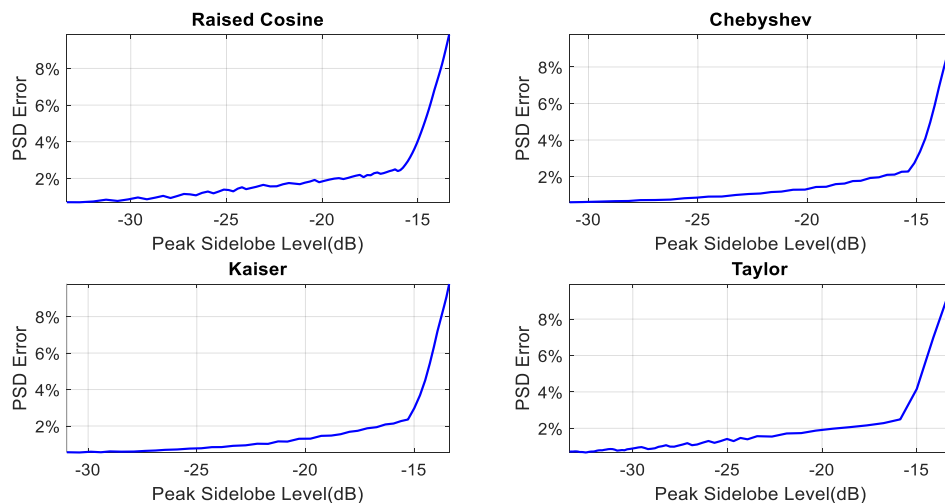 Raised Cosine
PSD Error
8%
6%
4%
2%
-30
-25
-20
-15
Peak Sidelobe Level(dB)
Chebyshev
PSD Error
8%
6%
4%
2%
-30
-25
-20
-15
Peak Sidelobe Level(dB)
Kaiser
PSD Error
8%
6%
4%
2%
-30
-25
-20
-15
Peak Sidelobe Level(dB)
Taylor
PSD Error
8%
6%
4%
2%
-30
-25
-20
-15
Peak Sidelobe Level(dB)